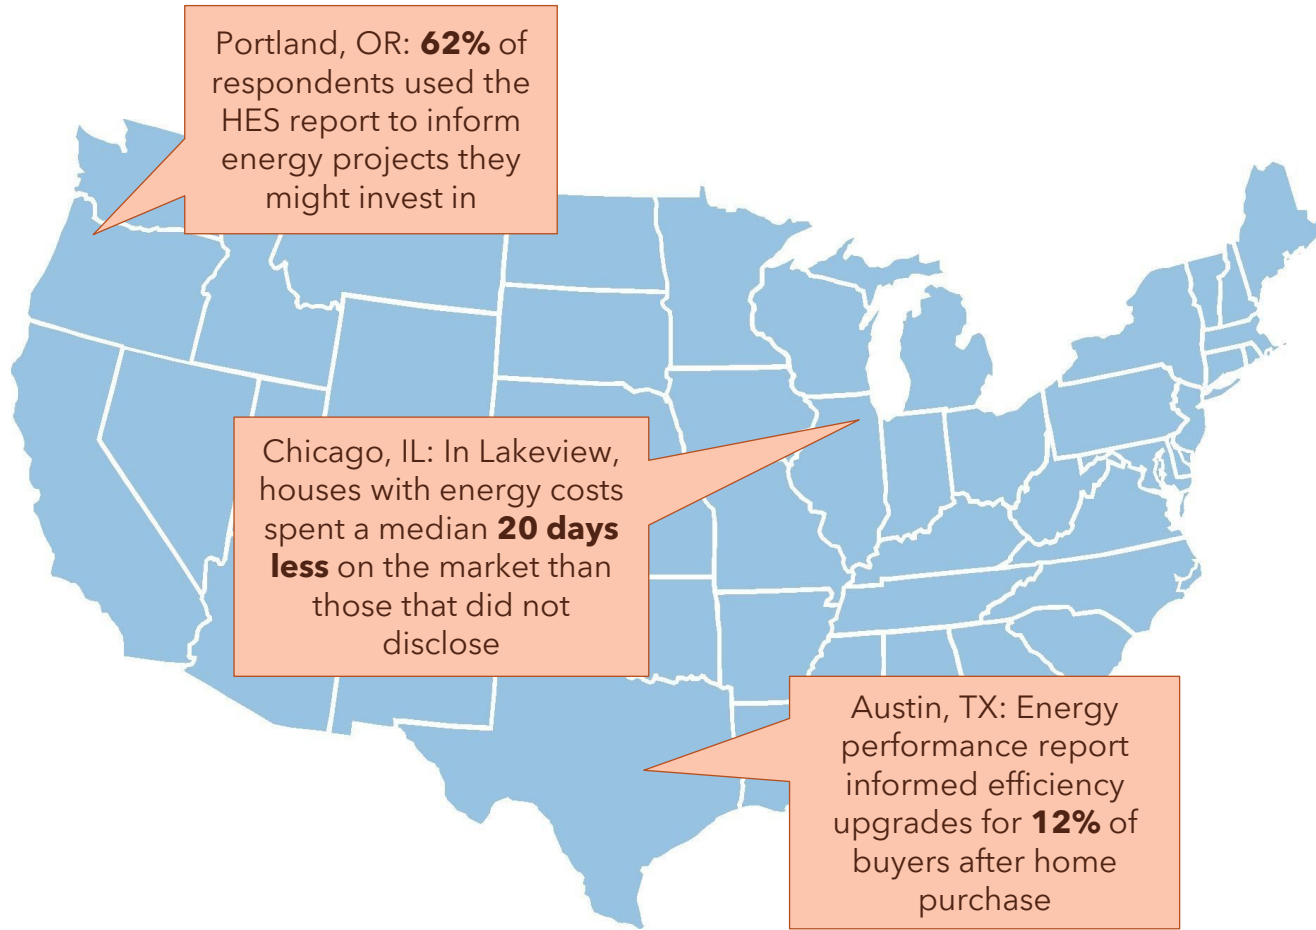 Portland, OR: 62% of
respondents used the
HES report to inform
energy projects they
might invest in
Chicago, IL: In Lakeview,
houses with energy costs
spent a median 20 days
less on the market than
those that did not
disclose
Austin, TX: Energy
performance report
informed efficiency
upgrades for 12% of
buyers after home
purchase